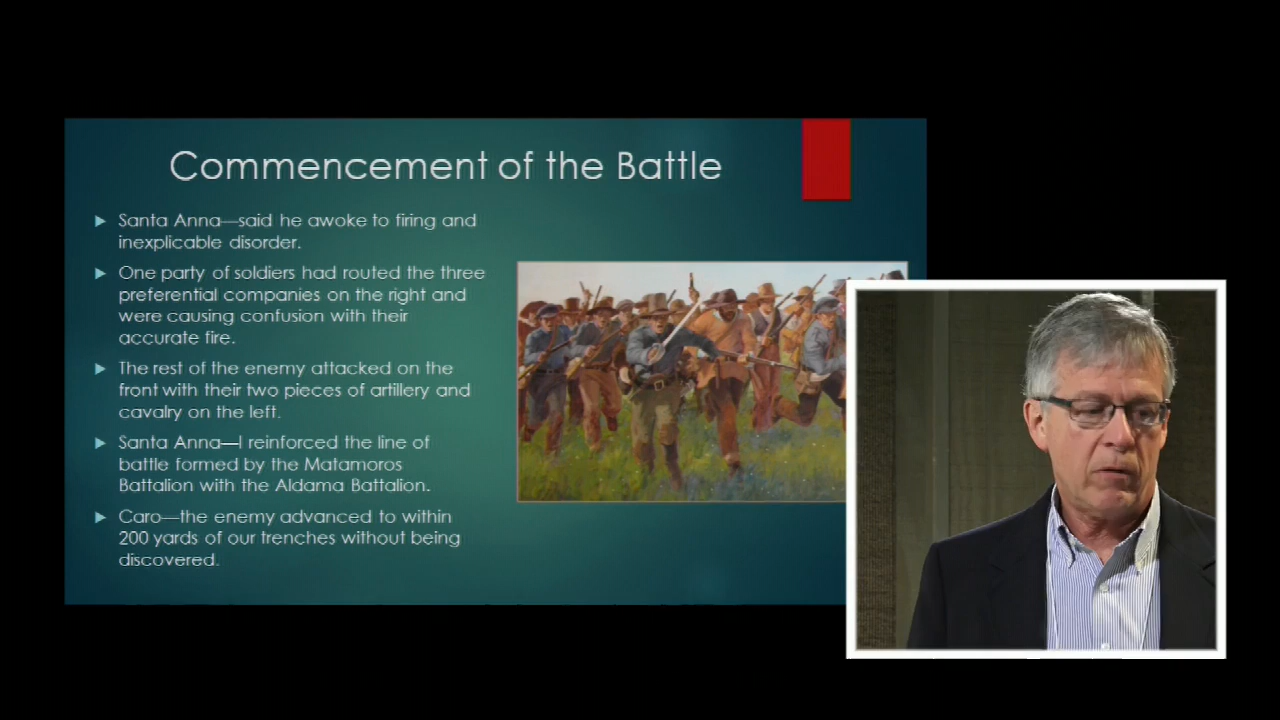 Commencement of the Battle
Santa Anna—said he awoke to firing and
inexplicable disorder.
One party of soldiers had routed the three
preferential companies on the right and
were causing confusion with their
accurate fire.
The rest of the enemy attacked on the
front with their two pieces of artillery and
cavalry on the left.
Santa Anna—I reinforced the line of
battle formed by the Matamoros
Battalion with the Aldama Battalion.
Caro—the enemy advanced to within
200 yards of our trenches without being
discovered.